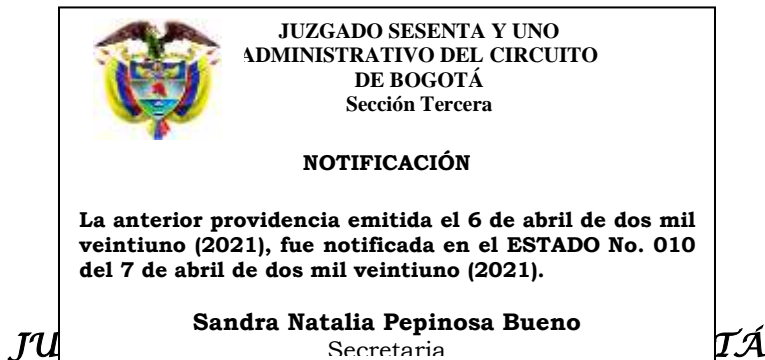 JUZGADO SESENTA Y UNO
ADMINISTRATIVO DEL CIRCUITO
DE BOGOTÁ
Sección Tercera
NOTIFICACIÓN
La anterior providencia emitida el 6 de abril de dos mil
veintiuno (2021), fue notificada en el ESTADO No. 010
del 7 de abril de dos mil veintiuno (2021).
Sandra Natalia Pepinosa Bueno
Secretaria
JU TÁ